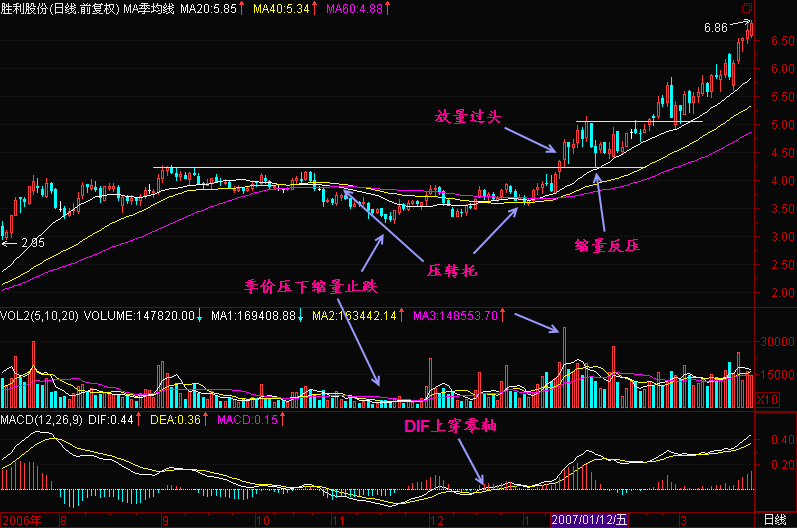 胜利股份(日线.前复权) MA季均线 MA20:5.85↑ MA40:5.34↑ MA60:4.88↑
6.86
6.50
6.00
5.50
放量过头
5.00
4.50
4.00
3.50
2.95
缩量反压
3.00
压转托
2.50
季价压下缩量止跌
2.00
VOL2(5,10,20) VOLUME:147820.00↓ MA1:169408.88↓ MA2:163442.14↑ MA3:148553.70↑
30000
15000
X10
MACD(12,26,9) DIF:0.44↑ DEA:0.36↑ MACD:0.15↑
DIF上穿零轴
0.40
0.20
2006年 8 9 10 11 12 1 2007/01/12/五 3 日线